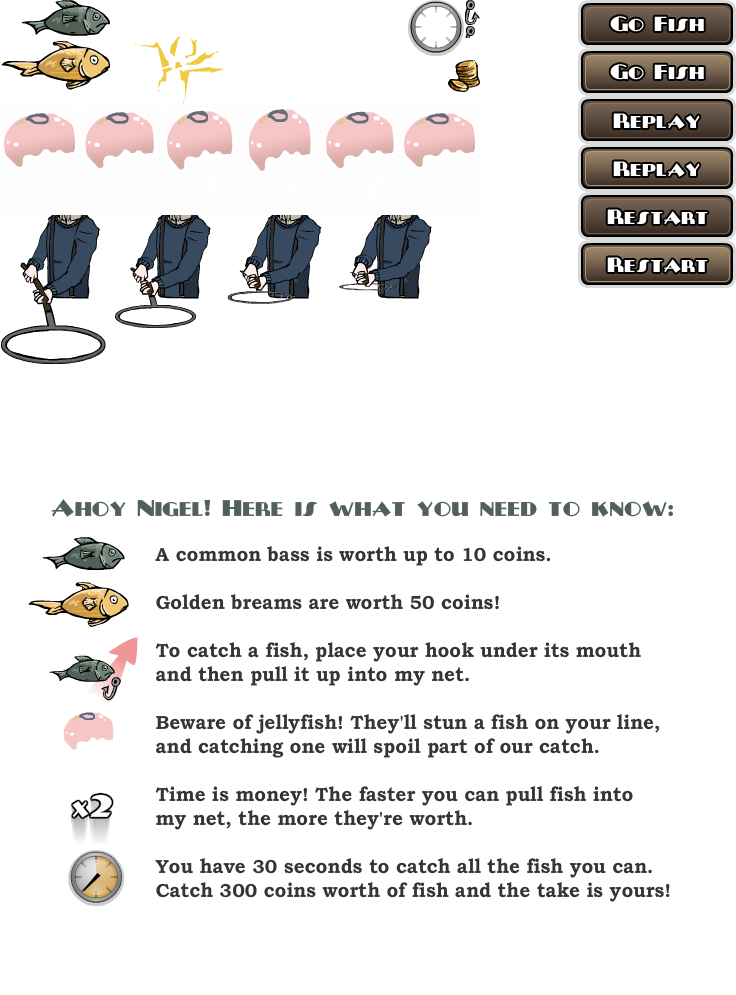 Go Fish
Go Fish
Replay
Replay
Restart
Restart
Ahoy Nigel! Here is what you need to know:
A common bass is worth up to 10 coins.
Golden breams are worth 50 coins!
To catch a fish, place your hook under its mouth
and then pull it up into my net.
Beware of jellyfish! They'll stun a fish on your line,
and catching one will spoil part of our catch.
x2
Time is money! The faster you can pull fish into
my net, the more they're worth.
You have 30 seconds to catch all the fish you can.
Catch 300 coins worth of fish and the take is yours!